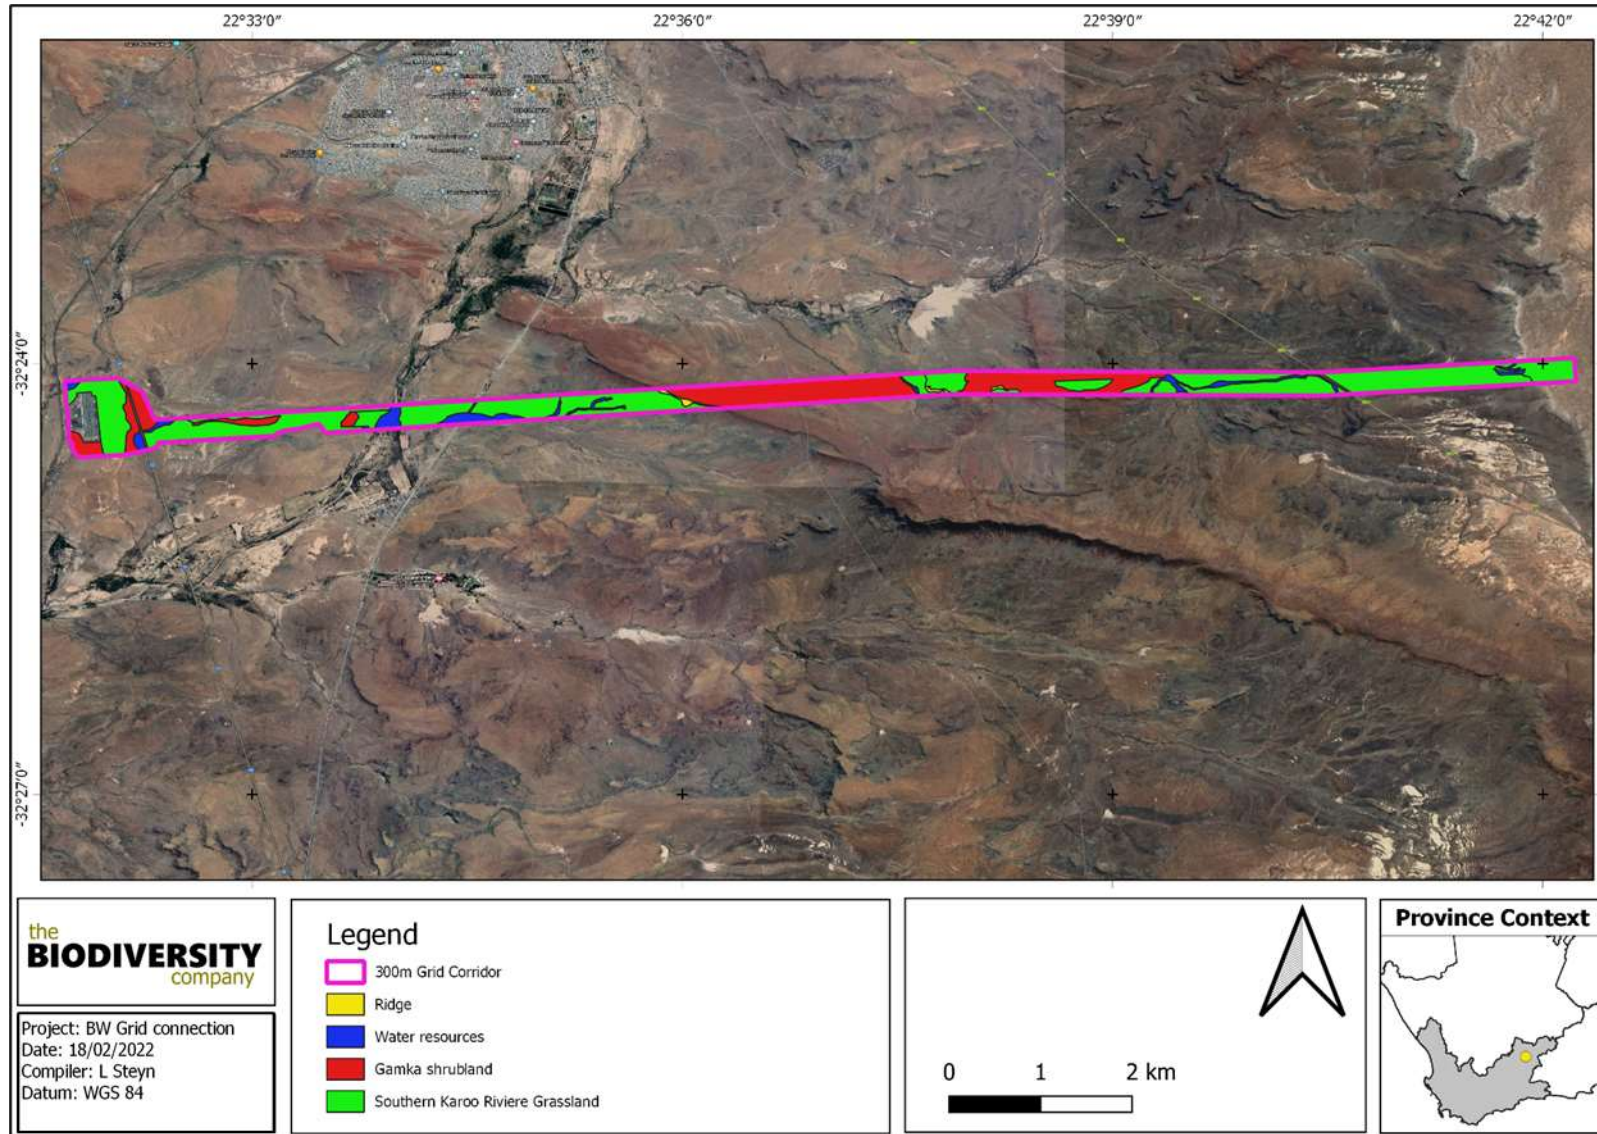 22°33'0" 22°36'0" 22°39'0" 22°42'0"
-32°24'0"
-32°27'0"
the
BIODIVERSITY
company
Project: BW Grid connection
Date: 18/02/2022
Compiler: L Steyn
Datum: WGS 84
Legend
300m Grid Corridor
Ridge
Water resources
Gamka shrubland
Southern Karoo Riviere Grassland
0 1 2 km
Province Context